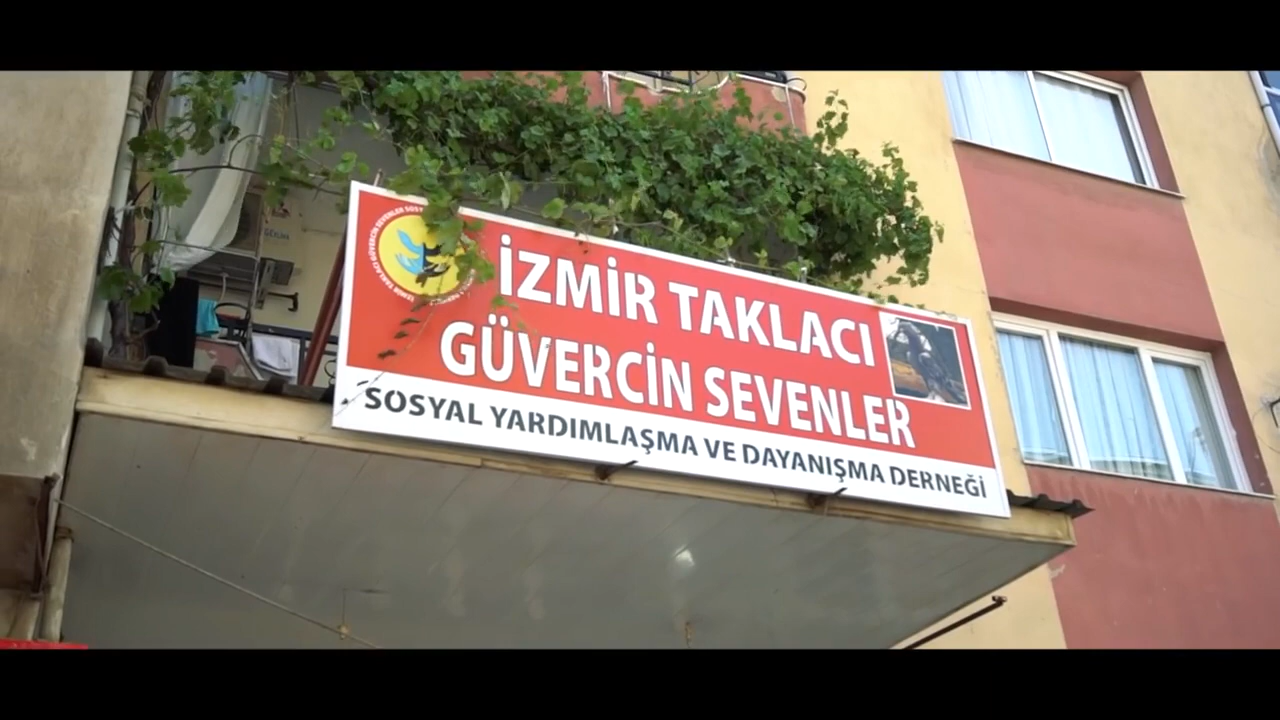 İZMİR TAKLACI
GÜVERCİN SEVENLER
SOSYAL YARDIMLAŞMA VE DAYANIŞMA DERNEĞİ